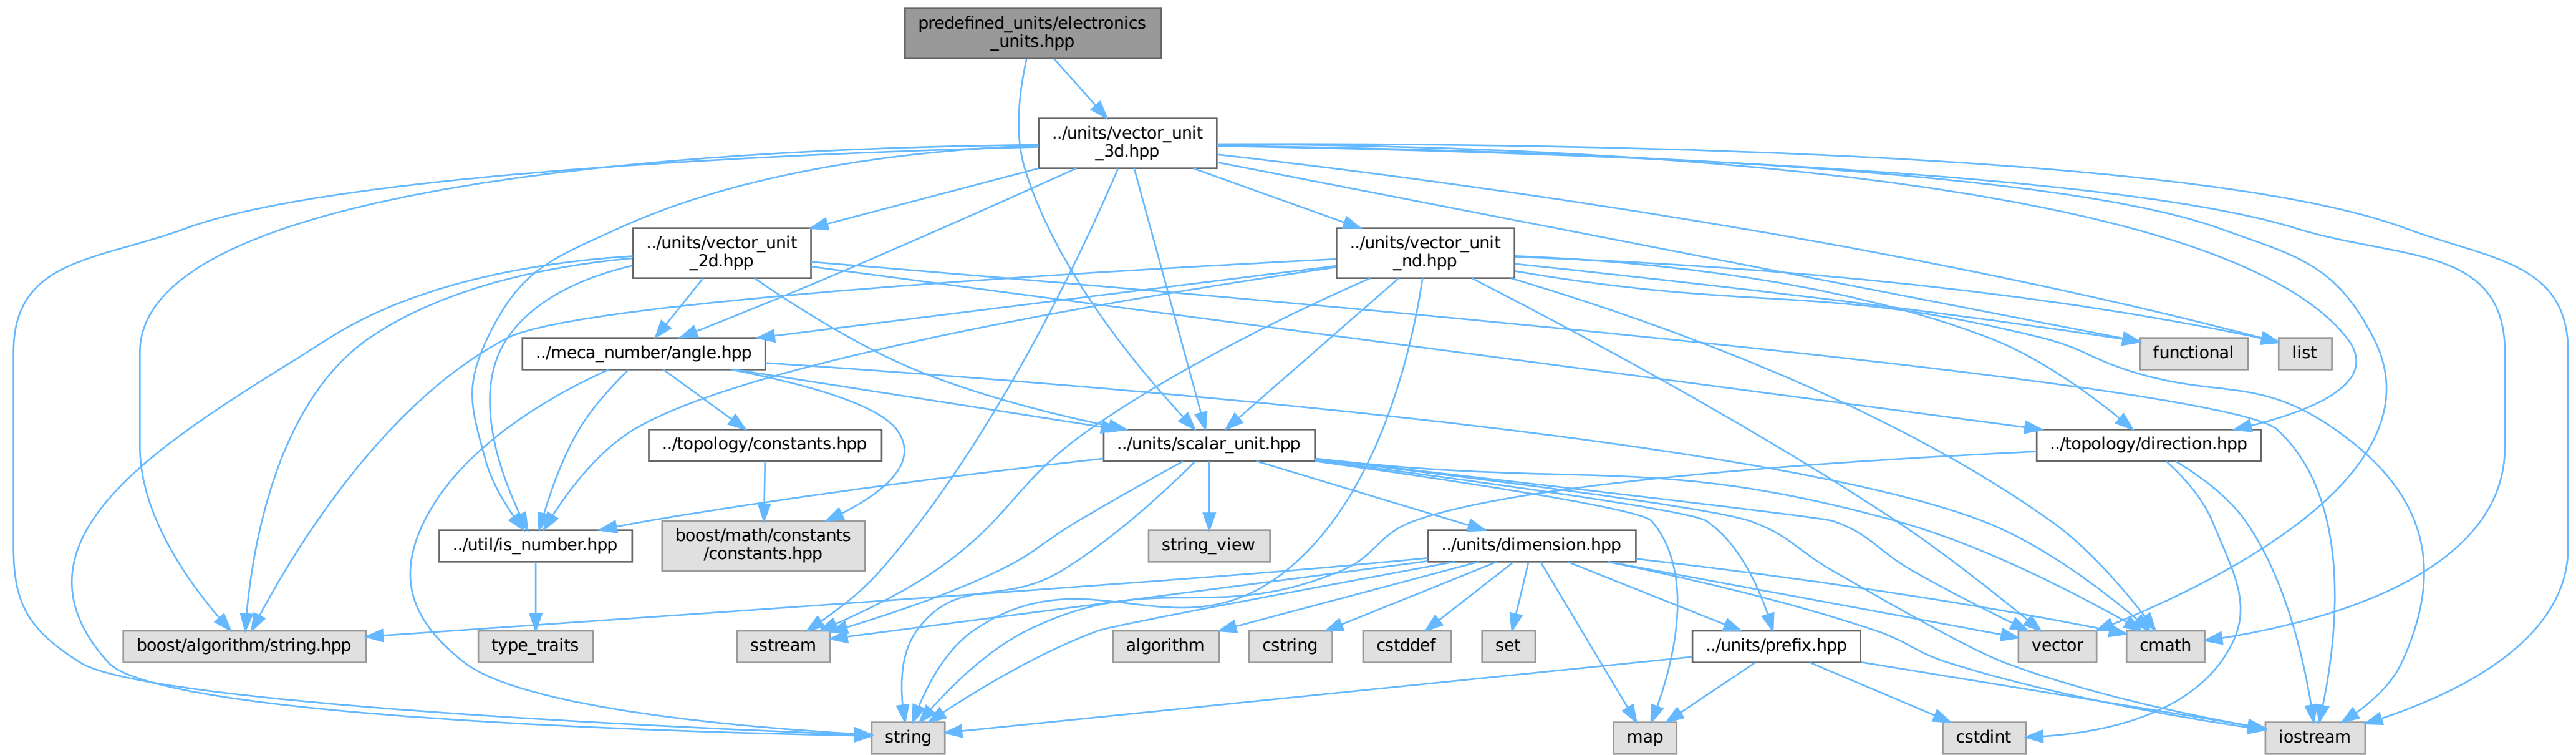 predefined_units/electronics
_units.hpp
../units/vector_unit
_3d.hpp
../units/vector_unit
_2d.hpp
../units/vector_unit
_nd.hpp
../meca_number/angle.hpp
functional
list
../topology/constants.hpp
../units/scalar_unit.hpp
../topology/direction.hpp
../util/is_number.hpp
boost/math/constants
/constants.hpp
string_view
../units/dimension.hpp
boost/algorithm/string.hpp
type_traits
sstream
algorithm
cstring
cstddef
set
../units/prefix.hpp
vector
cmath
string
map
cstdint
iostream